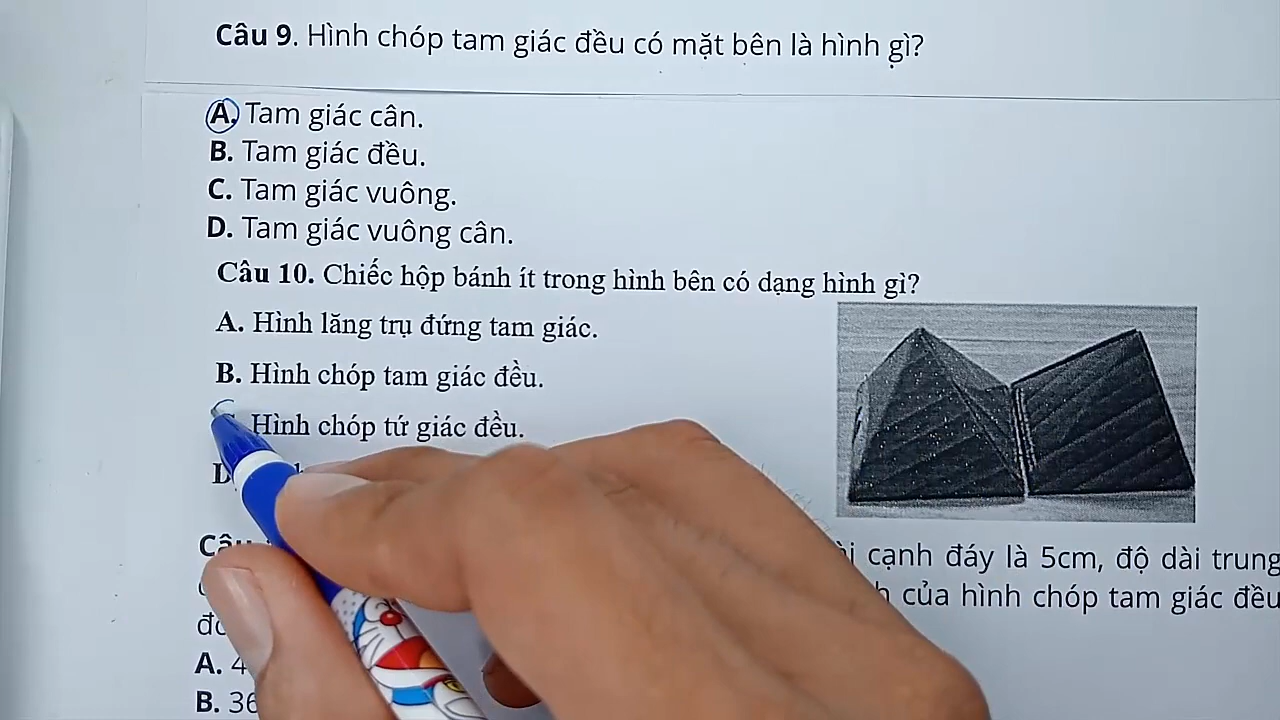 Câu 9. Hình chóp tam giác đều có mặt bên là hình gì?
A. Tam giác cân.
B. Tam giác đều.
C. Tam giác vuông.
D. Tam giác vuông cân.
Câu 10. Chiếc hộp bánh ít trong hình bên có dạng hình gì?
A. Hình lăng trụ đứng tam giác.
B. Hình chóp tam giác đều.
Hình chóp tứ giác đều.
cạnh đáy là 5cm, độ dài trung
của hình chóp tam giác đều
A. 4
B. 36